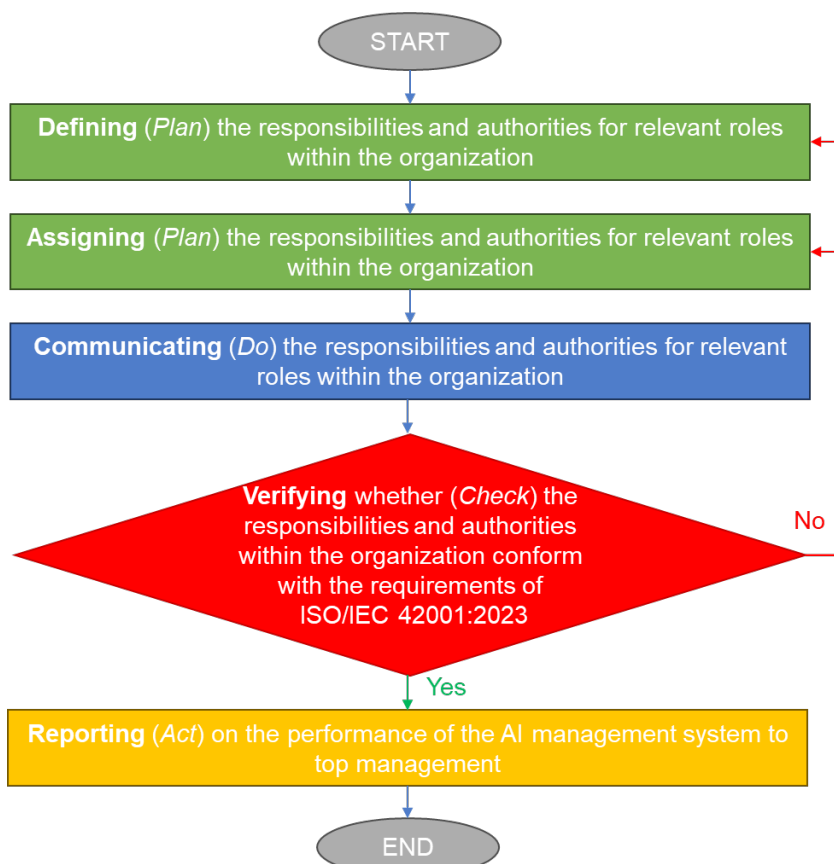 START
Defining (Plan) the responsibilities and authorities for relevant roles
within the organization
Assigning (Plan) the responsibilities and authorities for relevant roles
within the organization
Communicating (Do) the responsibilities and authorities for relevant
roles within the organization
Verifying whether (Check) the
responsibilities and authorities
within the organization conform
with the requirements of
ISO/IEC 42001:2023
No
Yes
Reporting (Act) on the performance of the AI management system to
top management
END